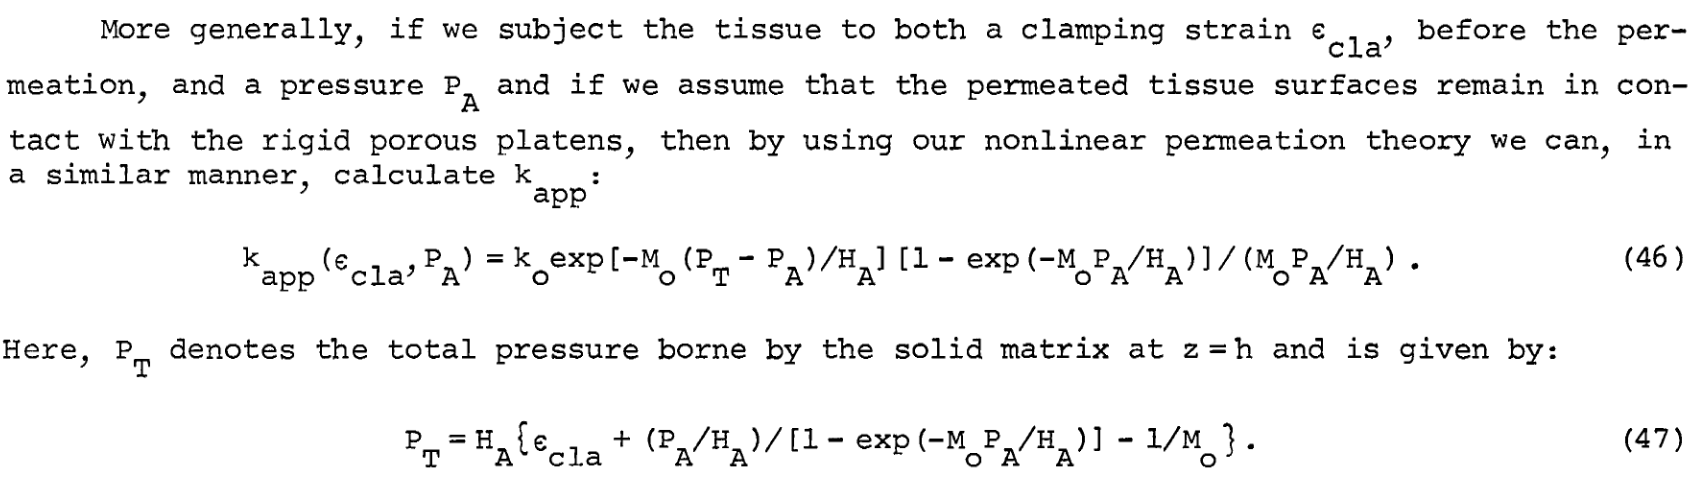 More generally, if we subject the tissue to both a clamping strain ϵ_cla, before the per-
meation, and a pressure P_A and if we assume that the permeated tissue surfaces remain in con-
tact with the rigid porous platens, then by using our nonlinear permeation theory we can, in
a similar manner, calculate k_app:
k_app(ϵ_cla,P_A) = k_o exp[-M_o(P_T - P_A)/H_A][1 - exp(-M_oP_A/H_A)]/(M_oP_A/H_A). (46)
Here, P_T denotes the total pressure borne by the solid matrix at z = h and is given by:
P_T = H_A{ϵ_cla + (P_A/H_A)/[1 - exp(-M_oP_A/H_A)] - 1/M_o}. (47)